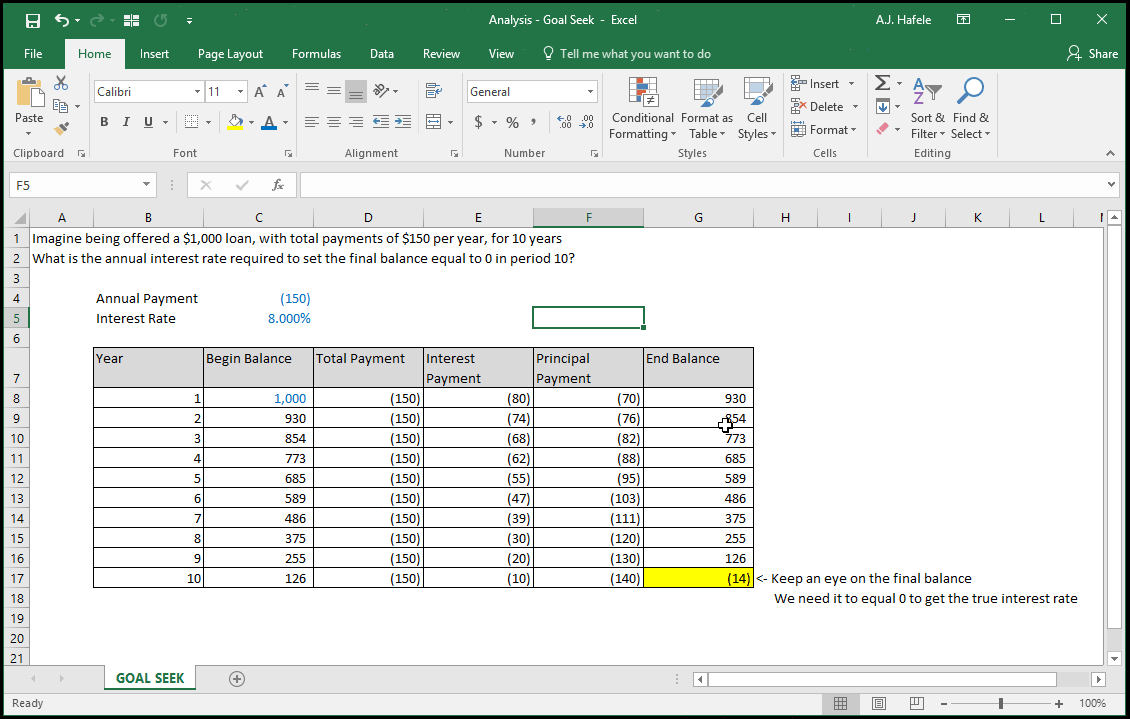 Analysis - Goal Seek - Excel
A.J. Hafele
File Home Insert Page Layout Formulas Data Review View Tell me what you want to do Share
Paste
Calibri 11
B I U
General
$ % ,
Conditional Formatting
Format as Table
Cell Styles
Insert
Delete
Format
Sort & Filter
Find & Select
Clipboard Font Alignment Number Styles Cells Editing
F5 fx
A B C D E F G H I J K L
1 Imagine being offered a $1,000 loan, with total payments of $150 per year, for 10 years
2 What is the annual interest rate required to set the final balance equal to 0 in period 10?
3
4 Annual Payment (150)
5 Interest Rate 8.000%
6
7 Year Begin Balance Total Payment Interest Payment Principal Payment End Balance
8 1 1,000 (150) (80) (70) 930
9 2 930 (150) (74) (76) 854
10 3 854 (150) (68) (82) 773
11 4 773 (150) (62) (88) 685
12 5 685 (150) (55) (95) 589
13 6 589 (150) (47) (103) 486
14 7 486 (150) (39) (111) 375
15 8 375 (150) (30) (120) 255
16 9 255 (150) (20) (130) 126
17 10 126 (150) (10) (140) (14) <- Keep an eye on the final balance
18 We need it to equal 0 to get the true interest rate
19
20
21
GOAL SEEK
Ready 100%